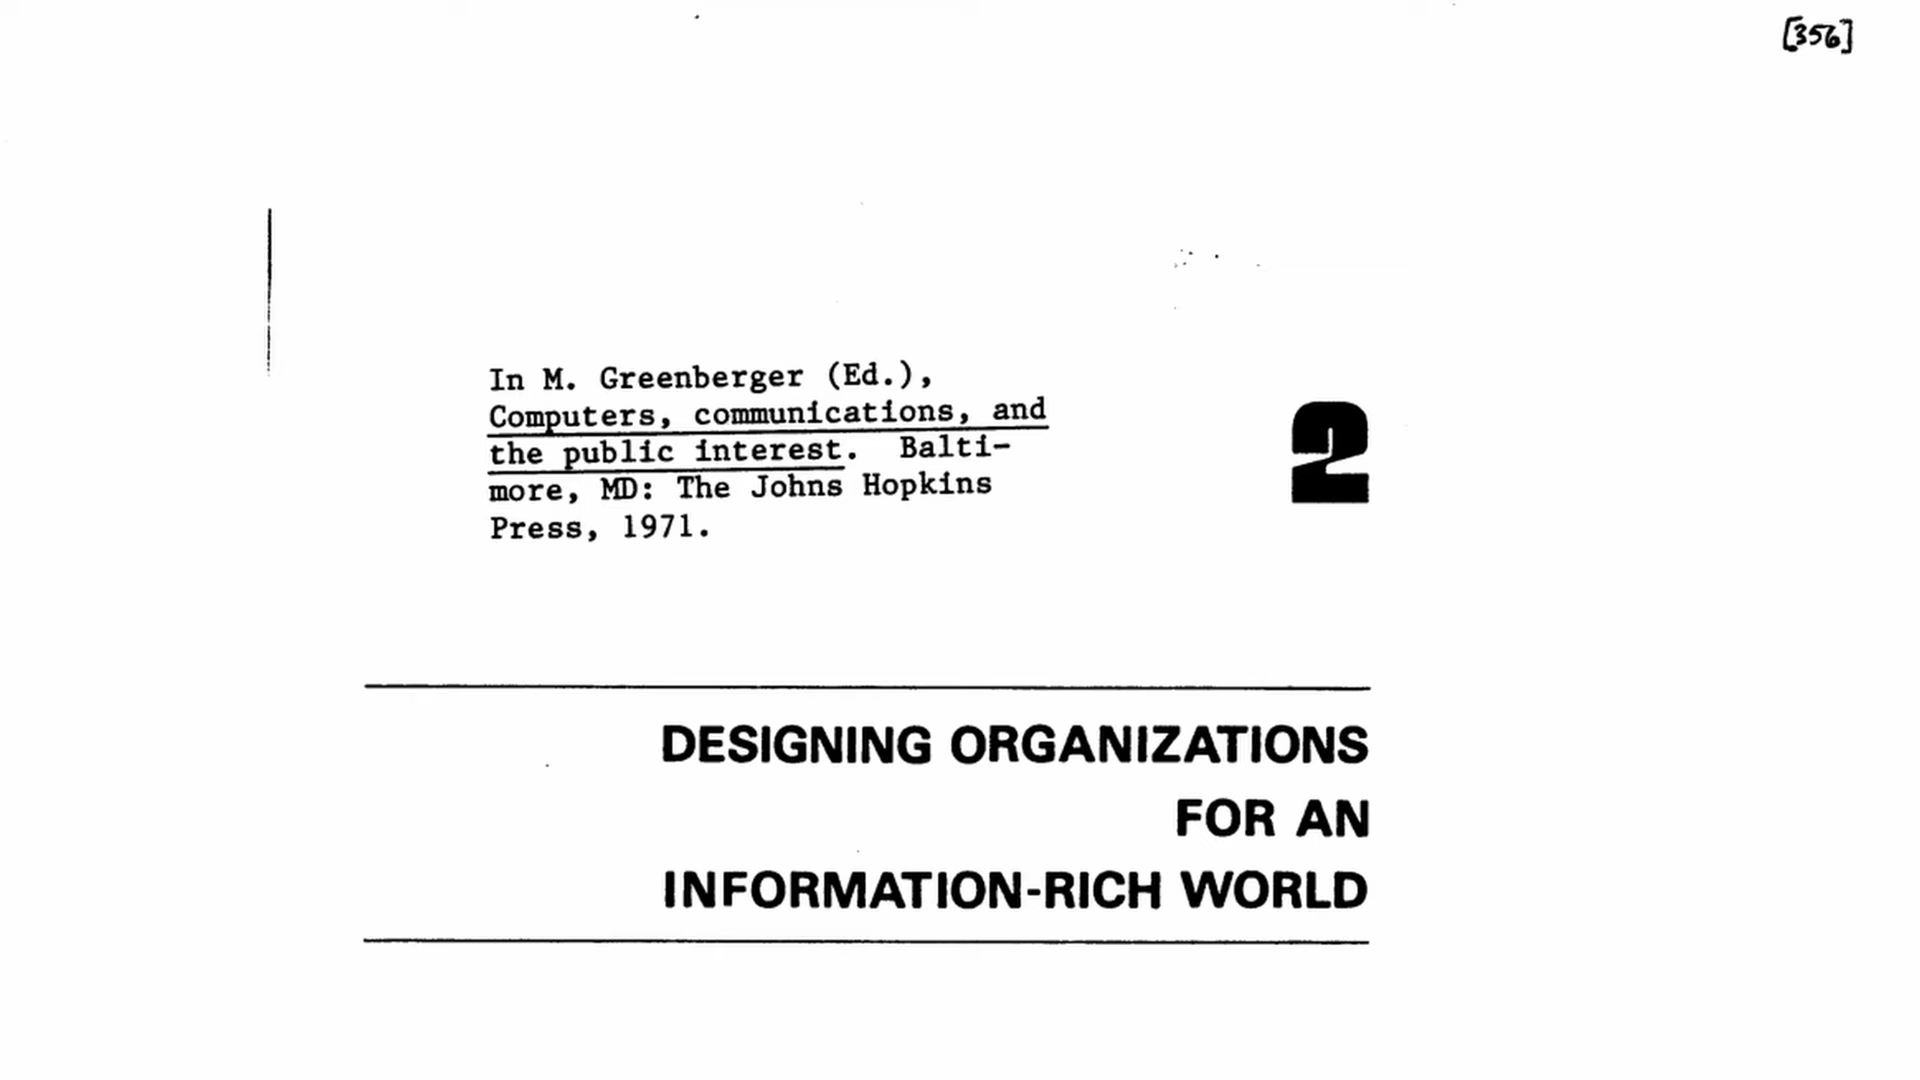 [356]
In M. Greenberger (Ed.),
Computers, communications, and
the public interest. Balti-
more, MD: The Johns Hopkins
Press, 1971.
2
DESIGNING ORGANIZATIONS
FOR AN
INFORMATION-RICH WORLD